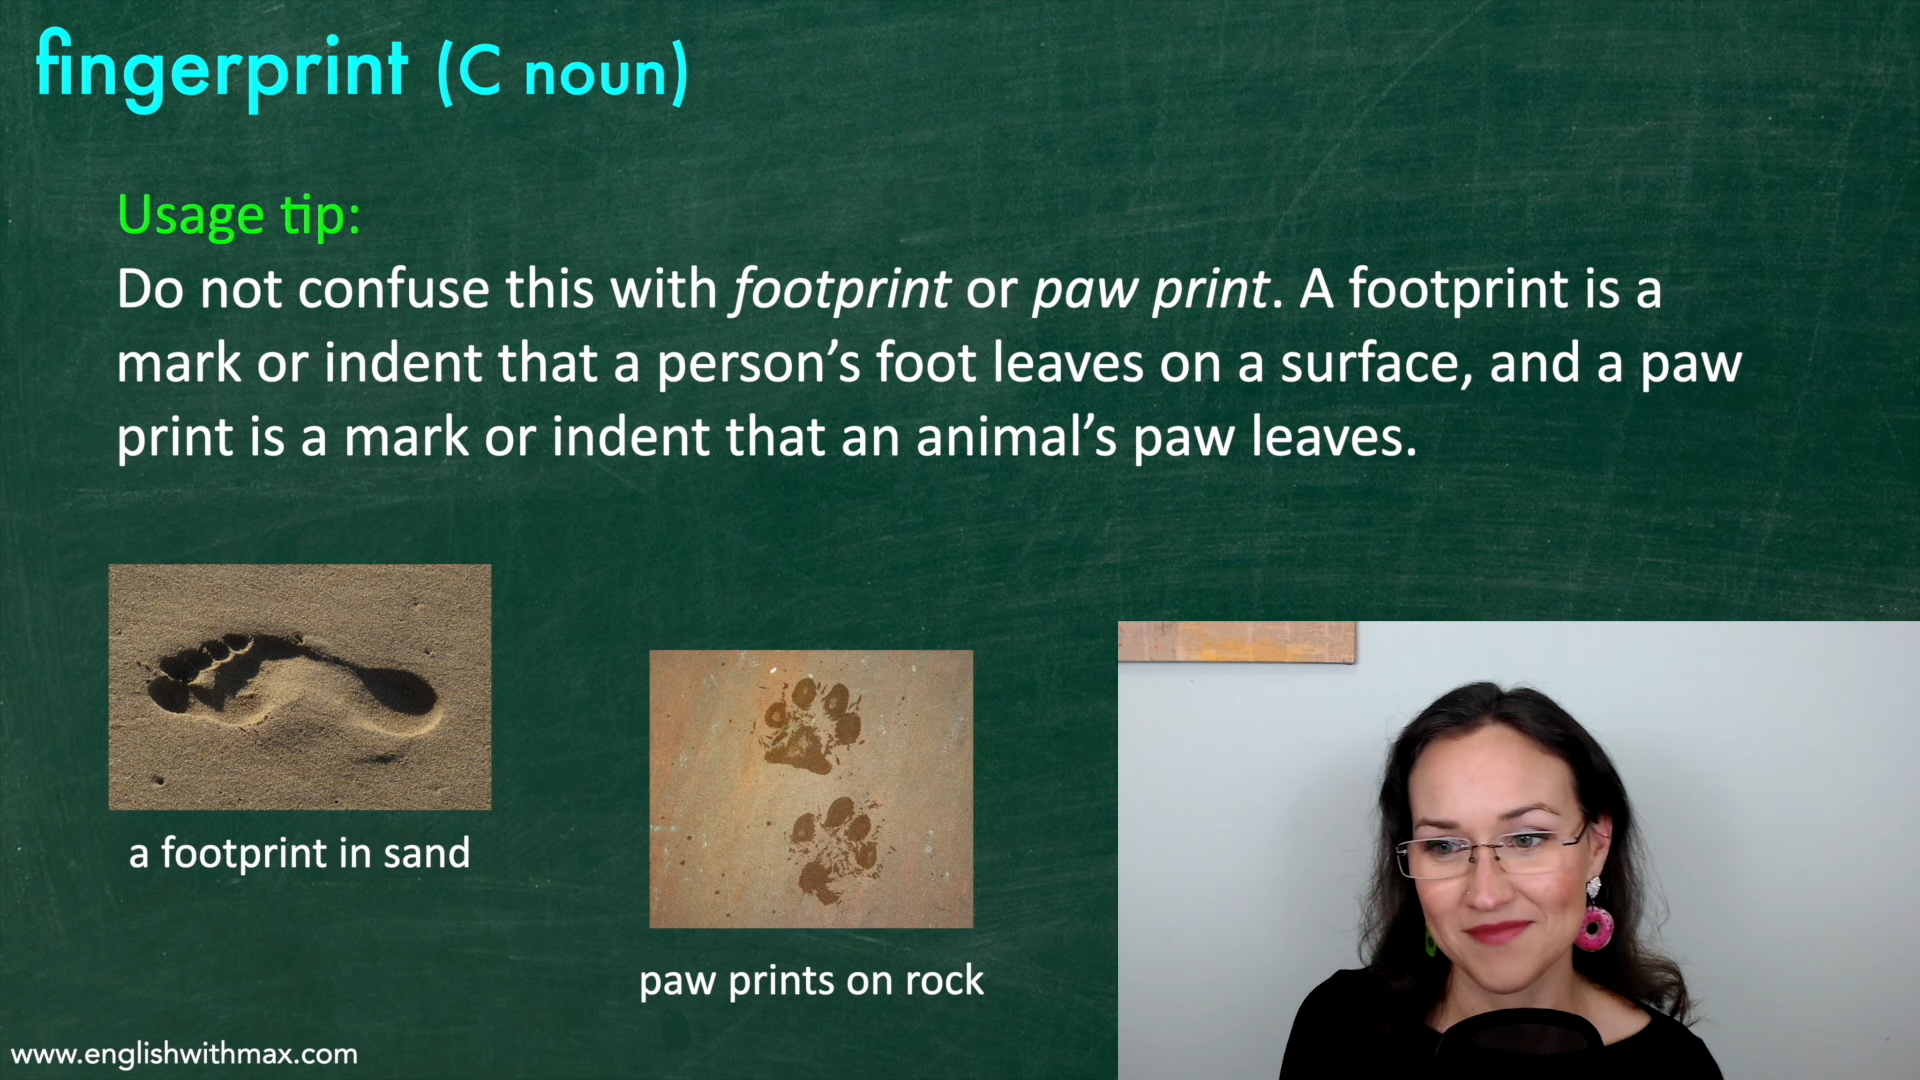 fingerprint (C noun)
Usage tip:
Do not confuse this with footprint or paw print. A footprint is a
mark or indent that a person’s foot leaves on a surface, and a paw
print is a mark or indent that an animal’s paw leaves.
a footprint in sand
paw prints on rock
www.englishwithmax.com